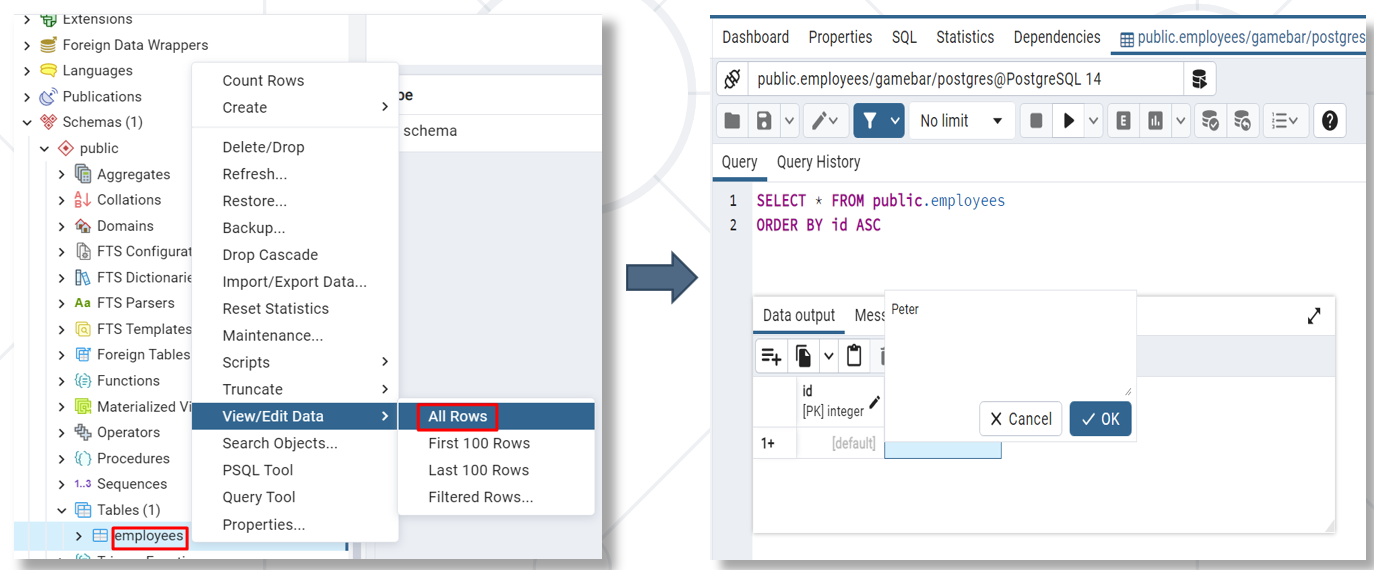 Extensions
Foreign Data Wrappers
Languages
Publications
Schemas (1)
public
Aggregates
Collations
Domains
FTS Configurat
FTS Dictionarie
FTS Parsers
FTS Templates
Foreign Tables
Functions
Materialized Vi
Operators
Procedures
Sequences
Tables (1)
employees
Count Rows
Create
Delete/Drop
Refresh...
Restore...
Backup...
Drop Cascade
Import/Export Data...
Reset Statistics
Maintenance...
Scripts
Truncate
View/Edit Data
Search Objects...
PSQL Tool
Query Tool
Properties...
All Rows
First 100 Rows
Last 100 Rows
Filtered Rows...
schema
Dashboard Properties SQL Statistics Dependencies public.employees/gamebar/postgres
public.employees/gamebar/postgres@PostgreSQL 14
No limit
Query Query History
1 SELECT * FROM public.employees
2 ORDER BY id ASC
Data output Mess
Peter
id
[PK] integer
Cancel OK
1+ [default]